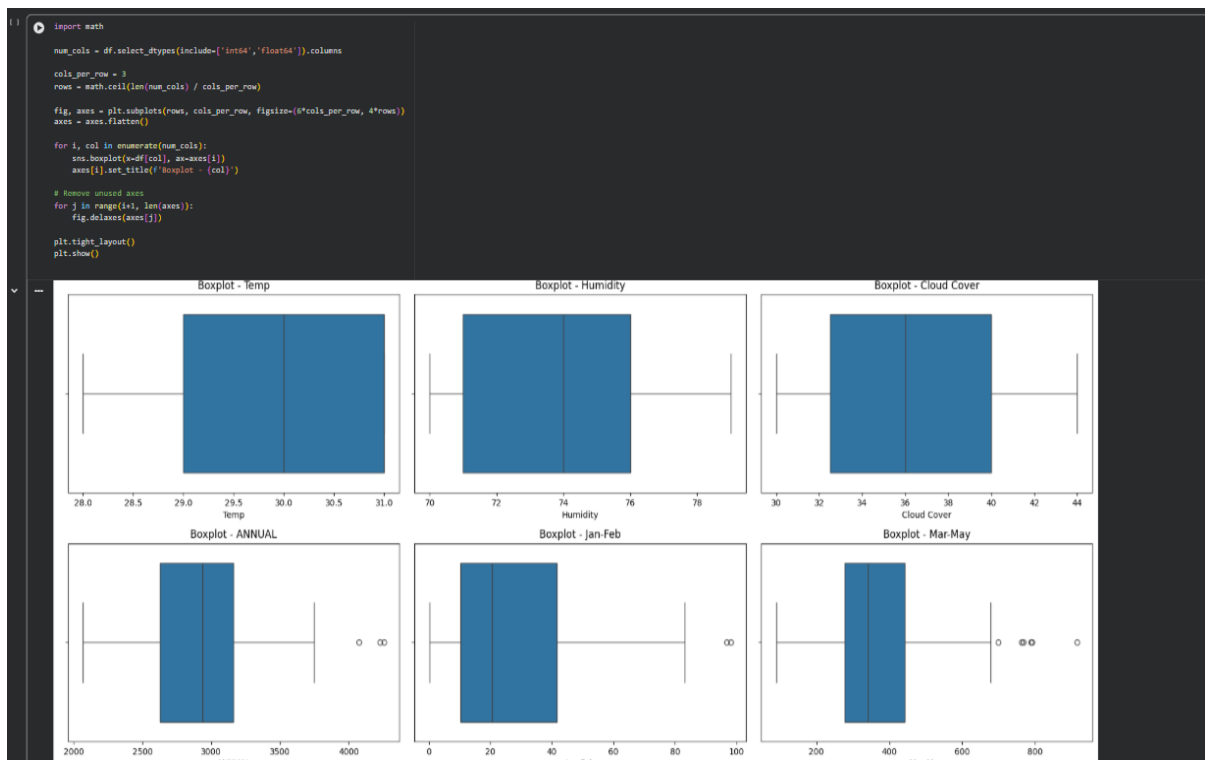 [ ]
import math
num_cols = df.select_dtypes(include=['int64','float64']).columns
cols_per_row = 3
rows = math.ceil(len(num_cols) / cols_per_row)
fig, axes = plt.subplots(rows, cols_per_row, figsize=(6*cols_per_row, 4*rows))
axes = axes.flatten()
for i, col in enumerate(num_cols):
    sns.boxplot(x=df[col], ax=axes[i])
    axes[i].set_title(f'Boxplot - {col}')
# Remove unused axes
for j in range(i+1, len(axes)):
    fig.delaxes(axes[j])
plt.tight_layout()
plt.show()
Boxplot - Temp
28.0 28.5 29.0 29.5 30.0 30.5 31.0
Temp
Boxplot - Humidity
70 72 74 76 78
Humidity
Boxplot - Cloud Cover
30 32 34 36 38 40 42 44
Cloud Cover
Boxplot - ANNUAL
2000 2500 3000 3500 4000
Boxplot - Jan-Feb
0 20 40 60 80 100
Boxplot - Mar-May
200 400 600 800